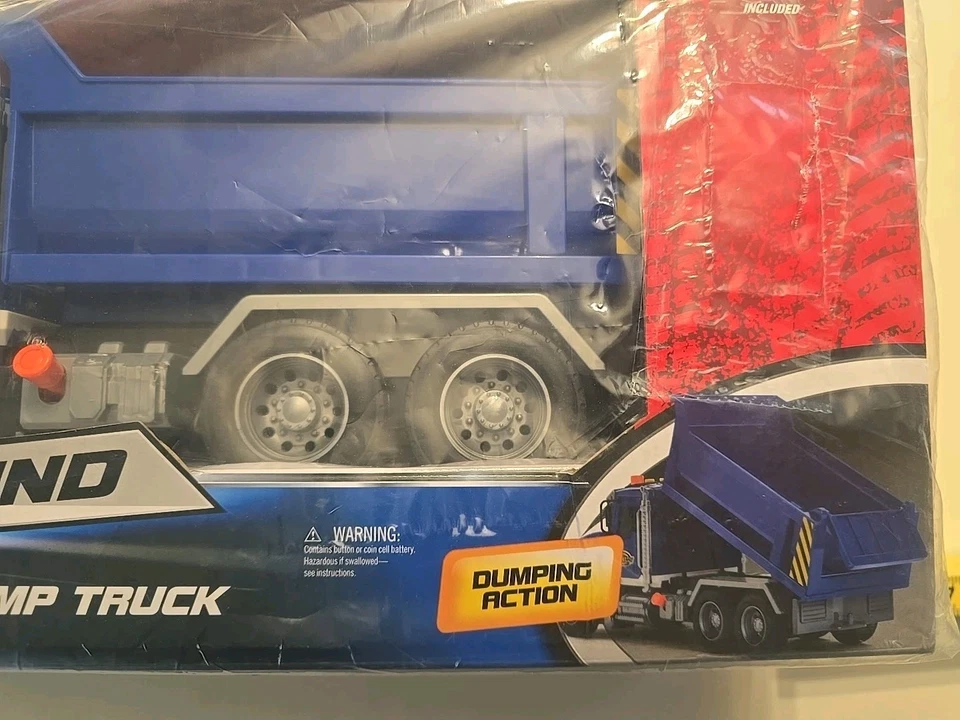 INCLUDED
ND
⚠ WARNING:
Contains button or coin cell battery.
Hazardous if swallowed—
see instructions.
DUMPING
ACTION
MP TRUCK